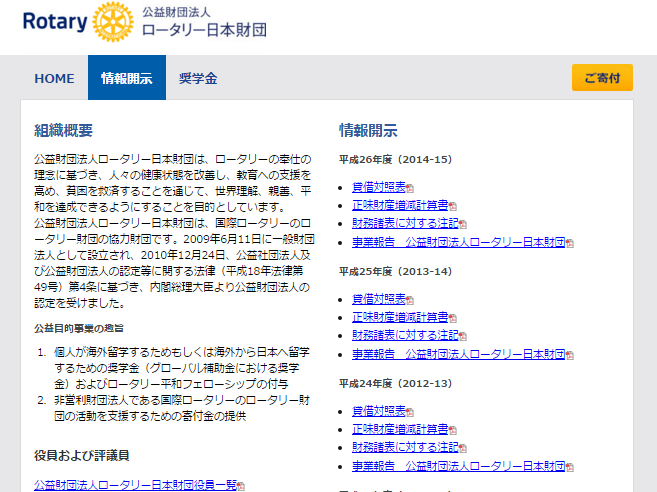 Rotary
公益財団法人
ロータリー日本財団
HOME 情報開示 奨学金 ご寄付
組織概要
公益財団法人ロータリー日本財団は、ロータリーの奉仕の
理念に基づき、人々の健康状態を改善し、教育への支援を
高め、貧困を救済することを通じて、世界理解、親善、平
和を達成できるようにすることを目的としています。
公益財団法人ロータリー日本財団は、国際ロータリーのロ
ータリー財団の協力財団です。2009年6月11日に一般財団
法人として設立され、2010年12月24日、公益社団法人及
び公益財団法人の認定等に関する法律（平成18年法律第
49号）第4条に基づき、内閣総理大臣より公益財団法人の
認定を受けました。
公益目的事業の趣旨
1. 個人が海外留学するためもしくは海外から日本へ留学
するための奨学金（グローバル補助金における奨学
金）およびロータリー平和フェローシップの付与
2. 非営利財団法人である国際ロータリーのロータリー財
団の活動を支援するための寄付金の提供
役員および評議員
公益財団法人ロータリー日本財団役員一覧
情報開示
平成26年度（2014-15）
貸借対照表
正味財産増減計算書
財務諸表に対する注記
事業報告　公益財団法人ロータリー日本財団
平成25年度（2013-14）
貸借対照表
正味財産増減計算書
財務諸表に対する注記
事業報告　公益財団法人ロータリー日本財団
平成24年度（2012-13）
貸借対照表
正味財産増減計算書
財務諸表に対する注記
事業報告　公益財団法人ロータリー日本財団